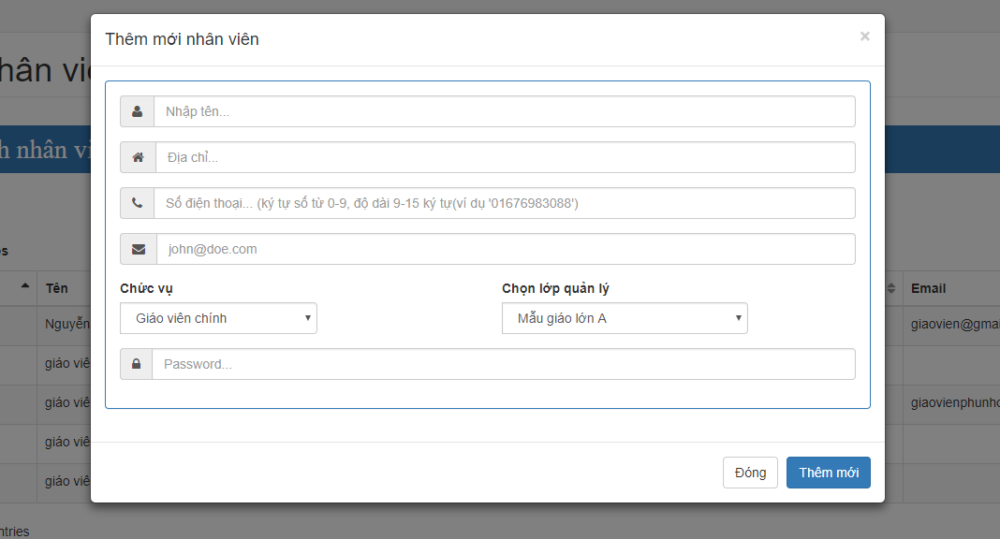 Thêm mới nhân viên
×
hân viê
h nhân vi
Nhập tên...
Địa chỉ...
Số điện thoại... (ký tự số từ 0-9, độ dài 9-15 ký tự(ví dụ '01676983088')
john@doe.com
es
Chức vụ
Chọn lớp quản lý
Tên
Email
Giáo viên chính
Mẫu giáo lớn A
Nguyễn
giaovien@gmai
giáo viê
Password...
giáo viê
giaovienphunho
giáo viê
giáo viê
Đóng
Thêm mới
ntries